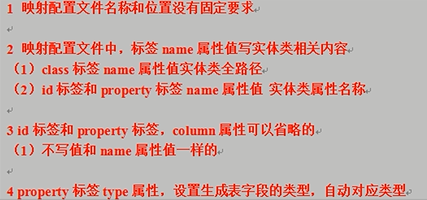 1 映射配置文件名称和位置没有固定要求
2 映射配置文件中，标签 name 属性值写实体类相关内容
（1）class 标签 name 属性值实体类全路径
（2）id 标签和 property 标签 name 属性值 实体类属性名称
3 id 标签和 property 标签，column 属性可以省略的
（1）不写值和 name 属性值一样的
4 property 标签 type 属性，设置生成表字段的类型，自动对应类型